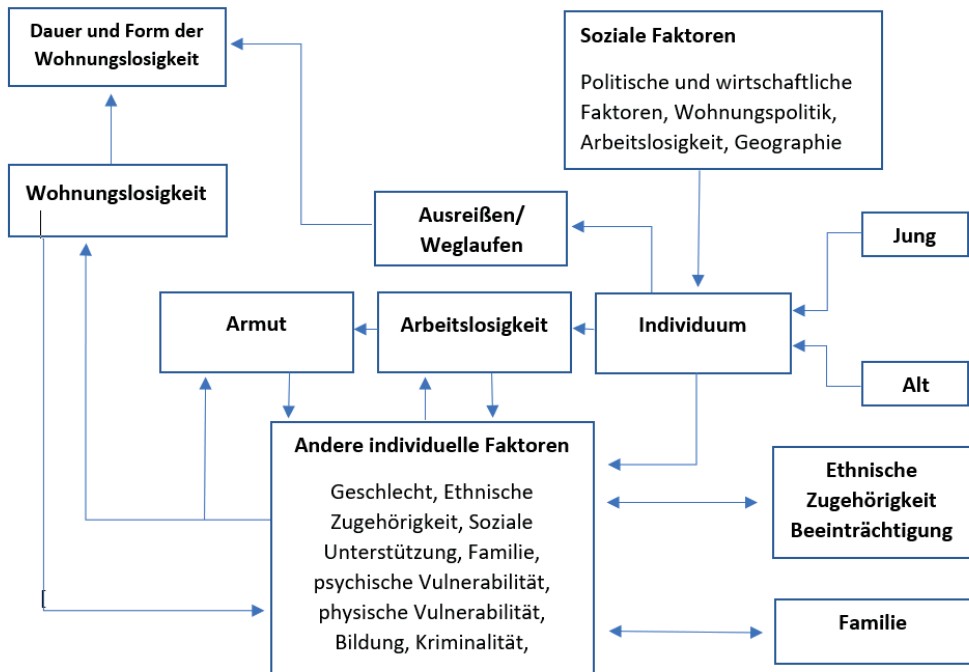 Dauer und Form der
Wohnungslosigkeit
Soziale Faktoren
Politische und wirtschaftliche
Faktoren, Wohnungspolitik,
Arbeitslosigkeit, Geographie
Wohnungslosigkeit
Ausreißen/
Weglaufen
Jung
Armut
Arbeitslosigkeit
Individuum
Alt
Andere individuelle Faktoren
Geschlecht, Ethnische
Zugehörigkeit, Soziale
Unterstützung, Familie,
psychische Vulnerabilität,
physische Vulnerabilität,
Bildung, Kriminalität,
Ethnische
Zugehörigkeit
Beeinträchtigung
Familie
[